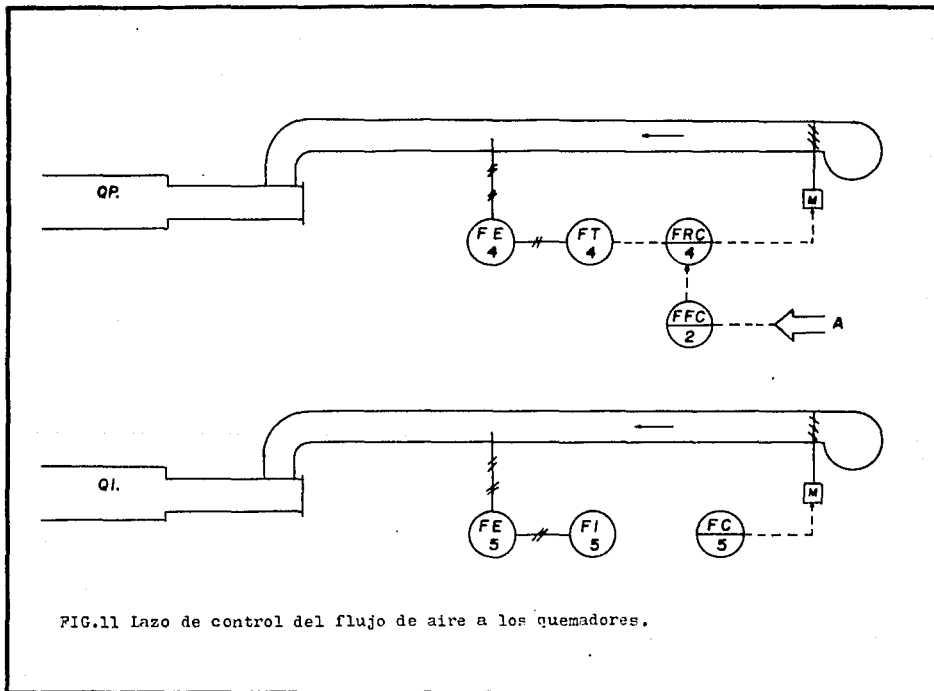 QP.
M
FE
4
FT
4
FRC
4
FFC
2
A
QI.
M
FE
5
FI
5
FC
5
FIG.11 Lazo de control del flujo de aire a los quemadores.